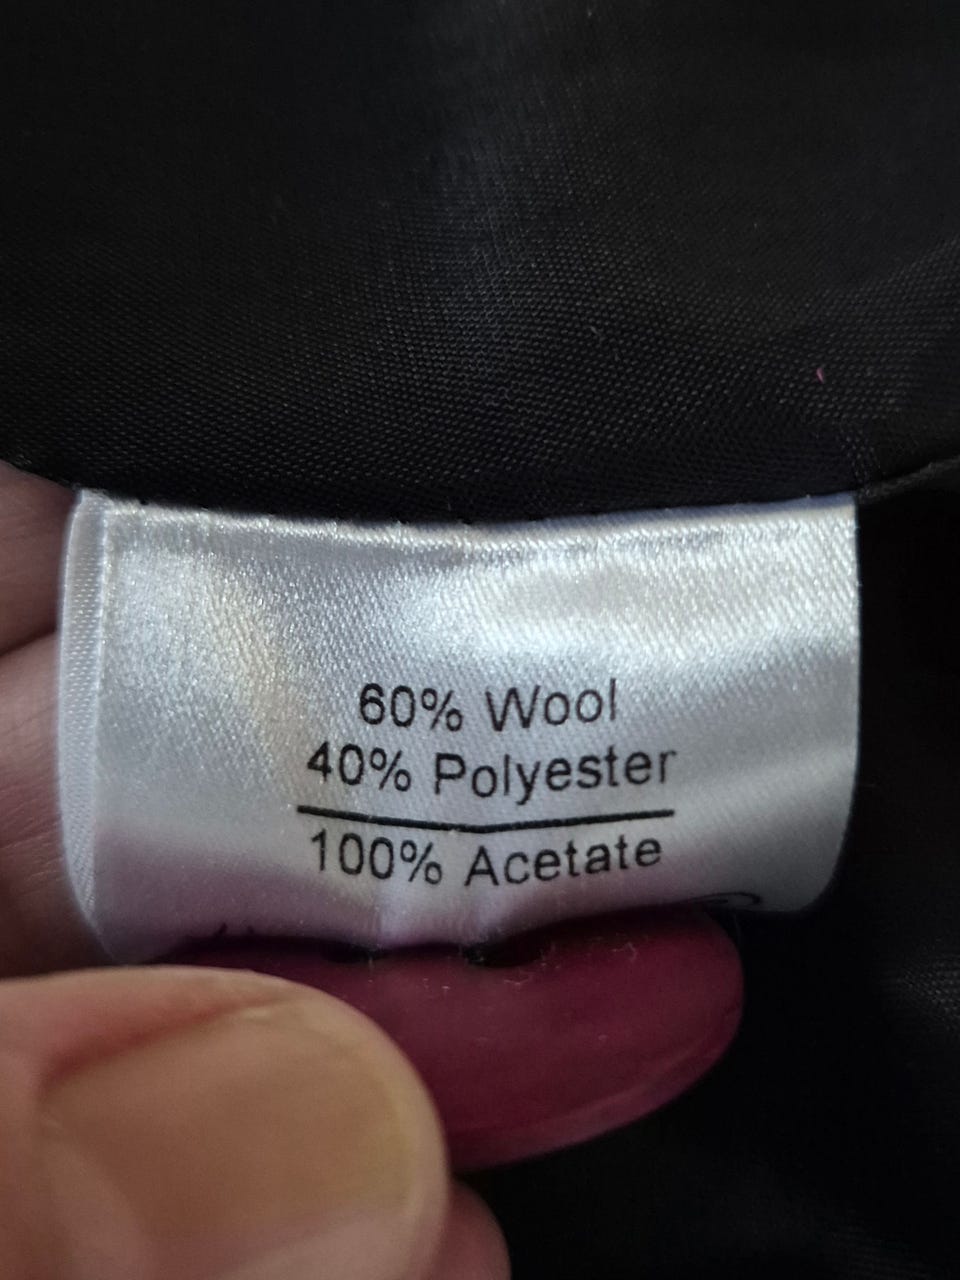 60% Wool
40% Polyester
100% Acetate